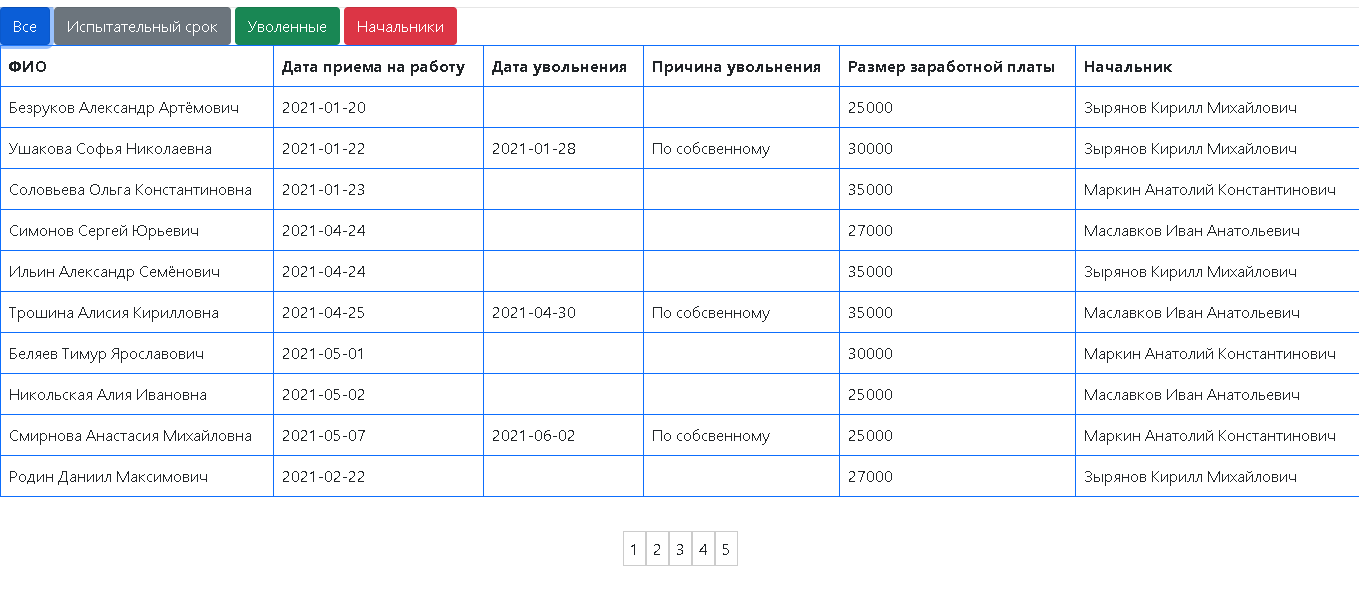 Все Испытательный срок Уволенные Начальники
ФИО Дата приема на работу Дата увольнения Причина увольнения Размер заработной платы Начальник
Безруков Александр Артёмович 2021-01-20 25000 Зырянов Кирилл Михайлович
Ушакова Софья Николаевна 2021-01-22 2021-01-28 По собсвенному 30000 Зырянов Кирилл Михайлович
Соловьева Ольга Константиновна 2021-01-23 35000 Маркин Анатолий Константинович
Симонов Сергей Юрьевич 2021-04-24 27000 Маславков Иван Анатольевич
Ильин Александр Семёнович 2021-04-24 35000 Зырянов Кирилл Михайлович
Трошина Алисия Кирилловна 2021-04-25 2021-04-30 По собсвенному 35000 Маславков Иван Анатольевич
Беляев Тимур Ярославович 2021-05-01 30000 Маркин Анатолий Константинович
Никольская Алия Ивановна 2021-05-02 25000 Маславков Иван Анатольевич
Смирнова Анастасия Михайловна 2021-05-07 2021-06-02 По собсвенному 25000 Маркин Анатолий Константинович
Родин Даниил Максимович 2021-02-22 27000 Зырянов Кирилл Михайлович
1 2 3 4 5